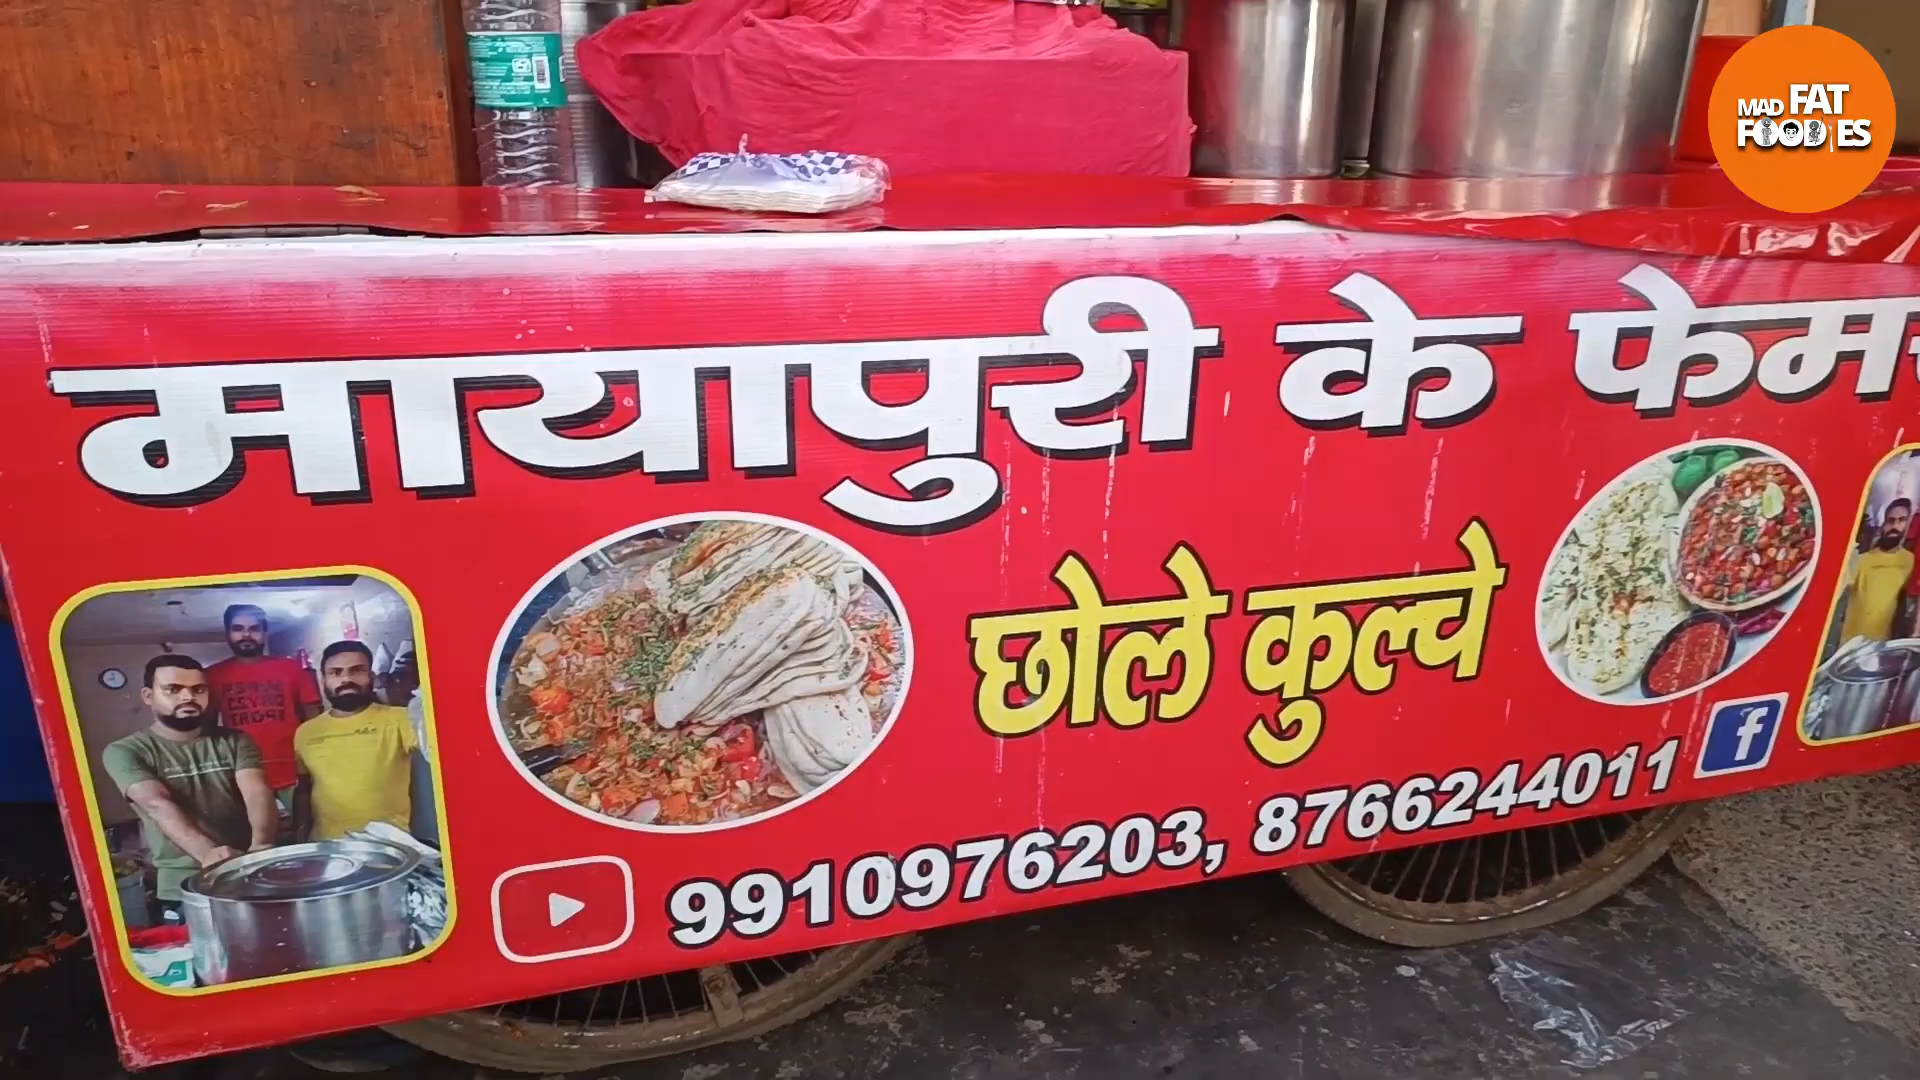 MAD FAT
FOODIES
मायापुरी के
छोले कुल्चे
9910976203, 8766244011
f